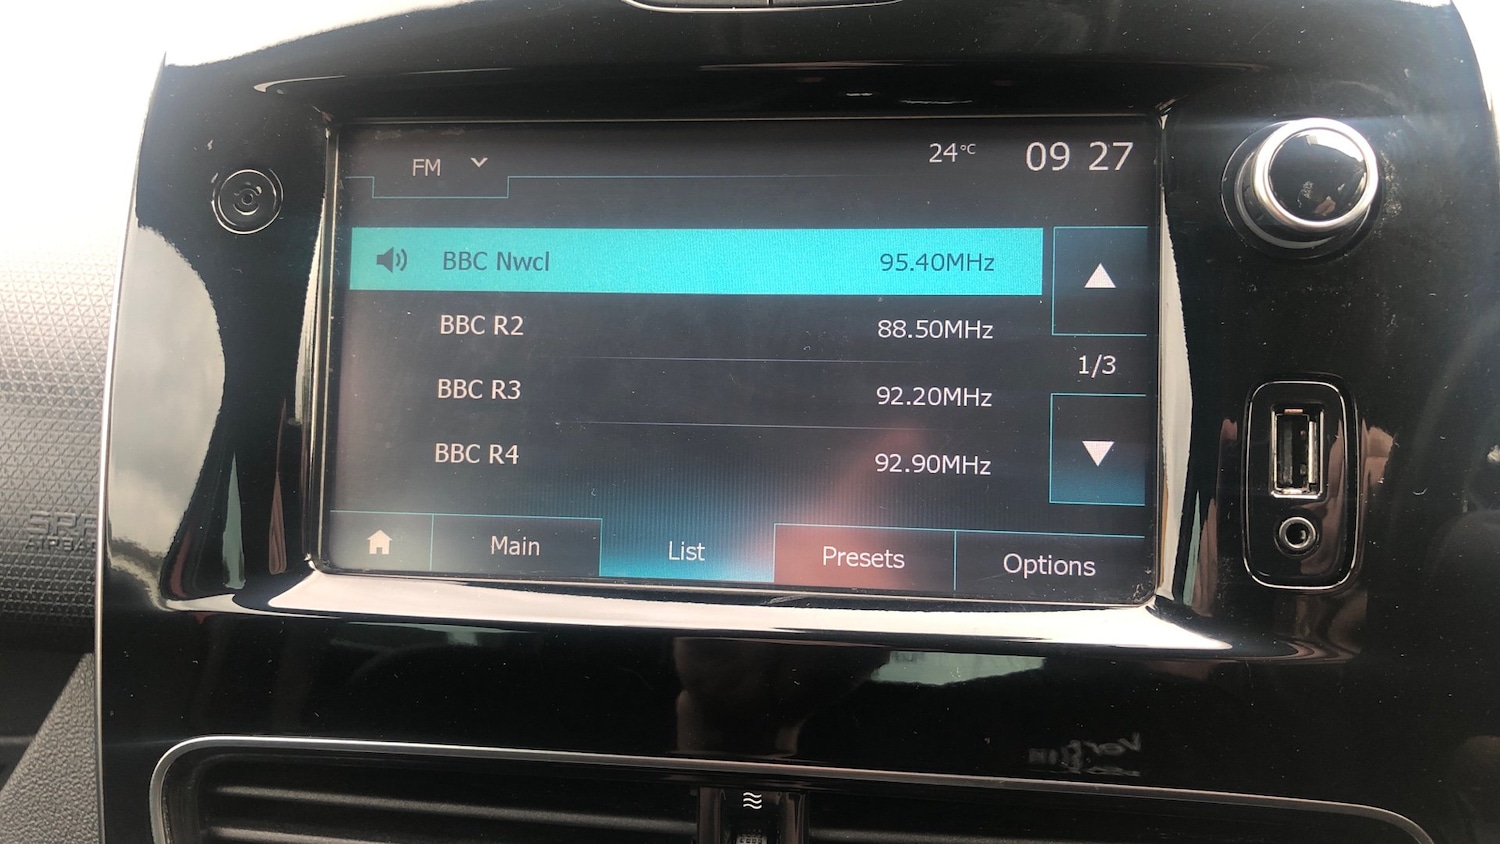 FM
24°C
09 27
BBC Nwcl 95.40MHz
BBC R2 88.50MHz
1/3
BBC R3 92.20MHz
BBC R4 92.90MHz
Main List Presets Options